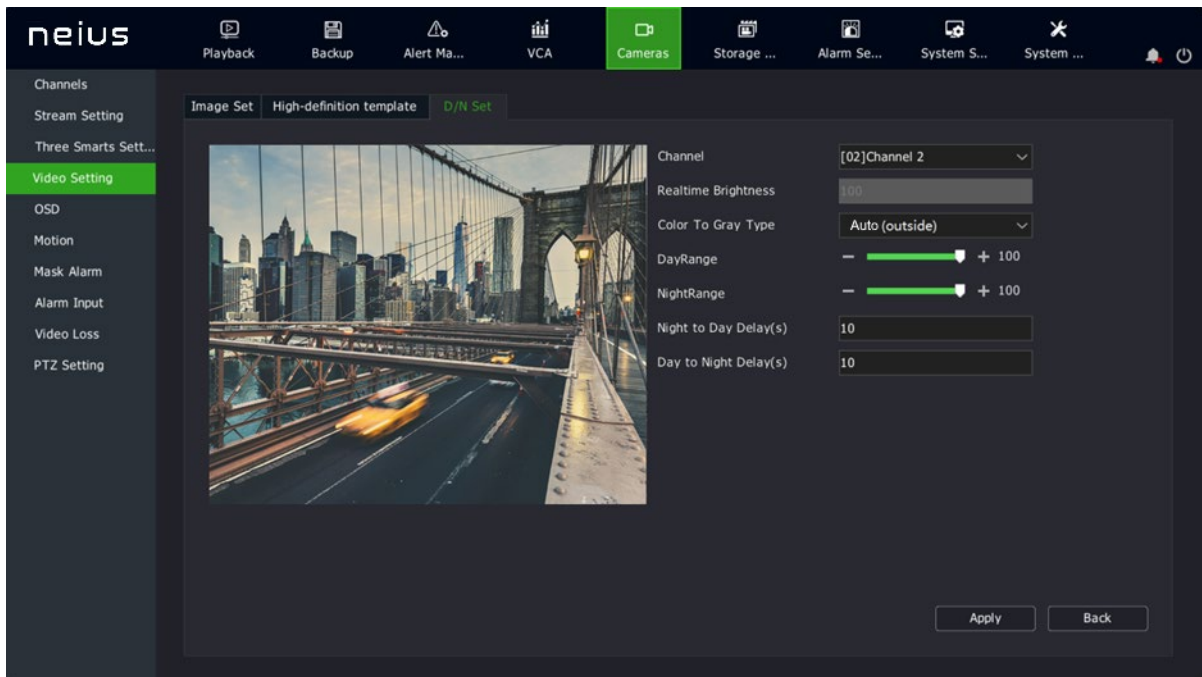 neius
Playback
Backup
Alert Ma...
VCA
Cameras
Storage ...
Alarm Se...
System S...
System ...
Channels
Stream Setting
Three Smarts Sett...
Video Setting
OSD
Motion
Mask Alarm
Alarm Input
Video Loss
PTZ Setting
Image Set
High-definition template
D/N Set
Channel [02]Channel 2
Realtime Brightness 100
Color To Gray Type Auto (outside)
DayRange − + 100
NightRange − + 100
Night to Day Delay(s) 10
Day to Night Delay(s) 10
Apply
Back